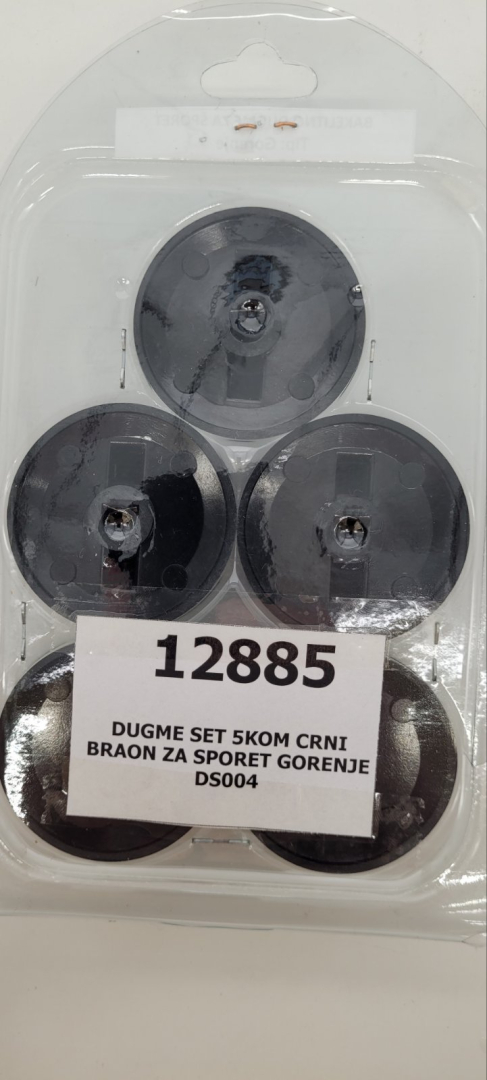 12885
DUGME SET 5KOM CRNI
BRAON ZA SPORET GORENJE
DS004